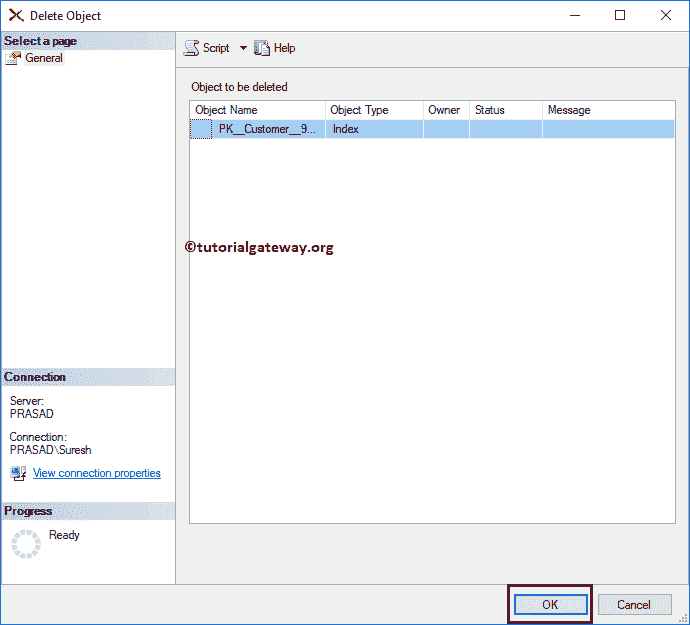 Delete Object
Select a page
General
Script Help
Object to be deleted
Object Name Object Type Owner Status Message
PK__Customer__9... Index
©tutorialgateway.org
Connection
Server:
PRASAD
Connection:
PRASAD\Suresh
View connection properties
Progress
Ready
OK Cancel